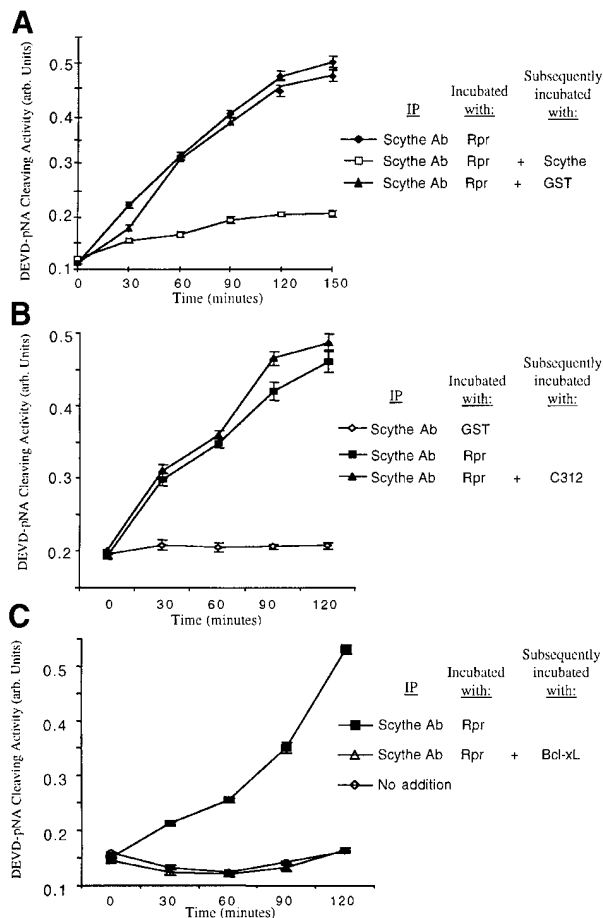 A
DEVD-pNA Cleaving Activity (arb. Units)
0.5
0.4
0.3
0.2
0.1
0 30 60 90 120 150
Time (minutes)
Subsequently
Incubated incubated
IP with: with:
Scythe Ab Rpr
Scythe Ab Rpr + Scythe
Scythe Ab Rpr + GST
B
DEVD-pNA Cleaving Activity (arb. Units)
0.5
0.4
0.3
0.2
0 30 60 90 120
Time (minutes)
Subsequently
Incubated incubated
IP with: with:
Scythe Ab GST
Scythe Ab Rpr
Scythe Ab Rpr + C312
C
DEVD-pNA Cleaving Activity (arb. Units)
0.5
0.4
0.3
0.2
0.1
0 30 60 90 120
Time (minutes)
Subsequently
Incubated incubated
IP with: with:
Scythe Ab Rpr
Scythe Ab Rpr + Bcl-xL
No addition